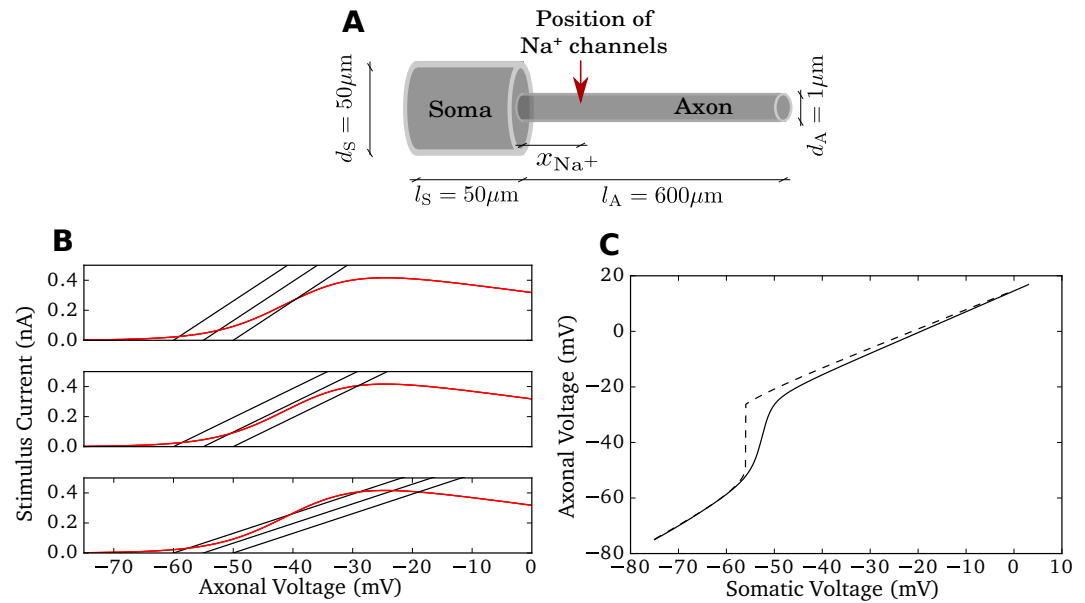 A
Position of
Na⁺ channels
Soma
Axon
d_S = 50μm
d_A = 1μm
x_Na⁺
l_S = 50μm
l_A = 600μm
B
Stimulus Current (nA)
0.4
0.2
0.0
0.4
0.2
0.0
0.4
0.2
0.0
−70 −60 −50 −40 −30 −20 −10 0
Axonal Voltage (mV)
C
Axonal Voltage (mV)
20
0
−20
−40
−60
−80
−80 −70 −60 −50 −40 −30 −20 −10 0 10
Somatic Voltage (mV)